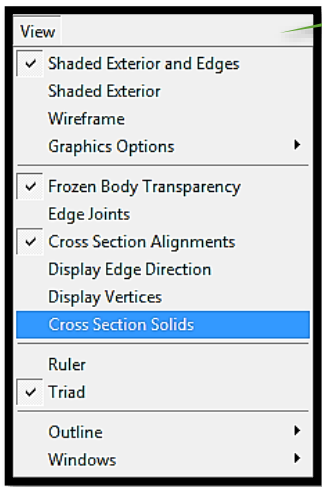 View
Shaded Exterior and Edges
Shaded Exterior
Wireframe
Graphics Options
Frozen Body Transparency
Edge Joints
Cross Section Alignments
Display Edge Direction
Display Vertices
Cross Section Solids
Ruler
Triad
Outline
Windows